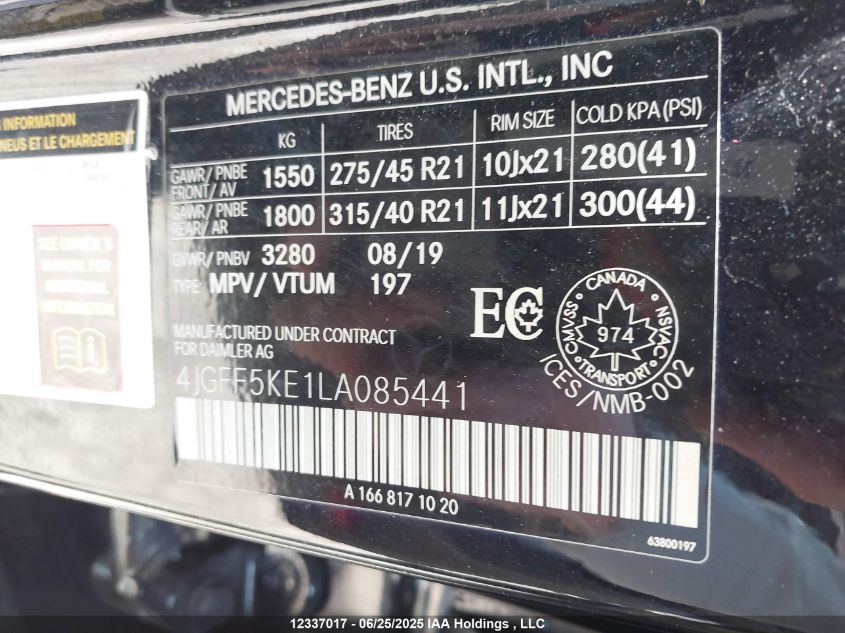 INFORMATION
NEUS ET LE CHARGEMENT
SEE OWNER'S
MANUAL FOR
ADDITIONAL
INFORMATION
MERCEDES-BENZ U.S. INTL., INC
KG TIRES RIM SIZE COLD KPA (PSI)
GAWR/ PNBE
FRONT/ AV 1550 275/45 R21 10Jx21 280(41)
GAWR/ PNBE
REAR/ AR 1800 315/40 R21 11Jx21 300(44)
GVWR/ PNBV 3280 08/19
TYPE: MPV/ VTUM 197
MANUFACTURED UNDER CONTRACT
FOR DAIMLER AG
EC
CANADA
CMVSS NSVAC
974
TRANSPORT
ICES/NMB-002
4JGFF5KE1LA085441
A 166 817 10 20
63800197
12337017 - 06/25/2025 IAA Holdings, LLC